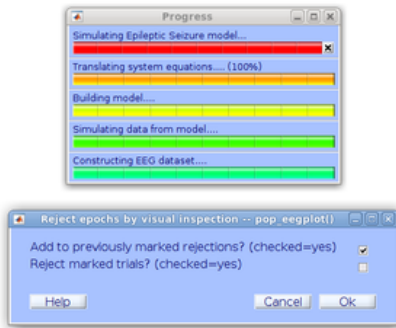 Progress
Simulating Epileptic Seizure model....
Translating system equations.... (100%)
Building model....
Simulating data from model....
Constructing EEG dataset....
Reject epochs by visual inspection -- pop_eegplot()
Add to previously marked rejections? (checked=yes)
Reject marked trials? (checked=yes)
Help Cancel Ok